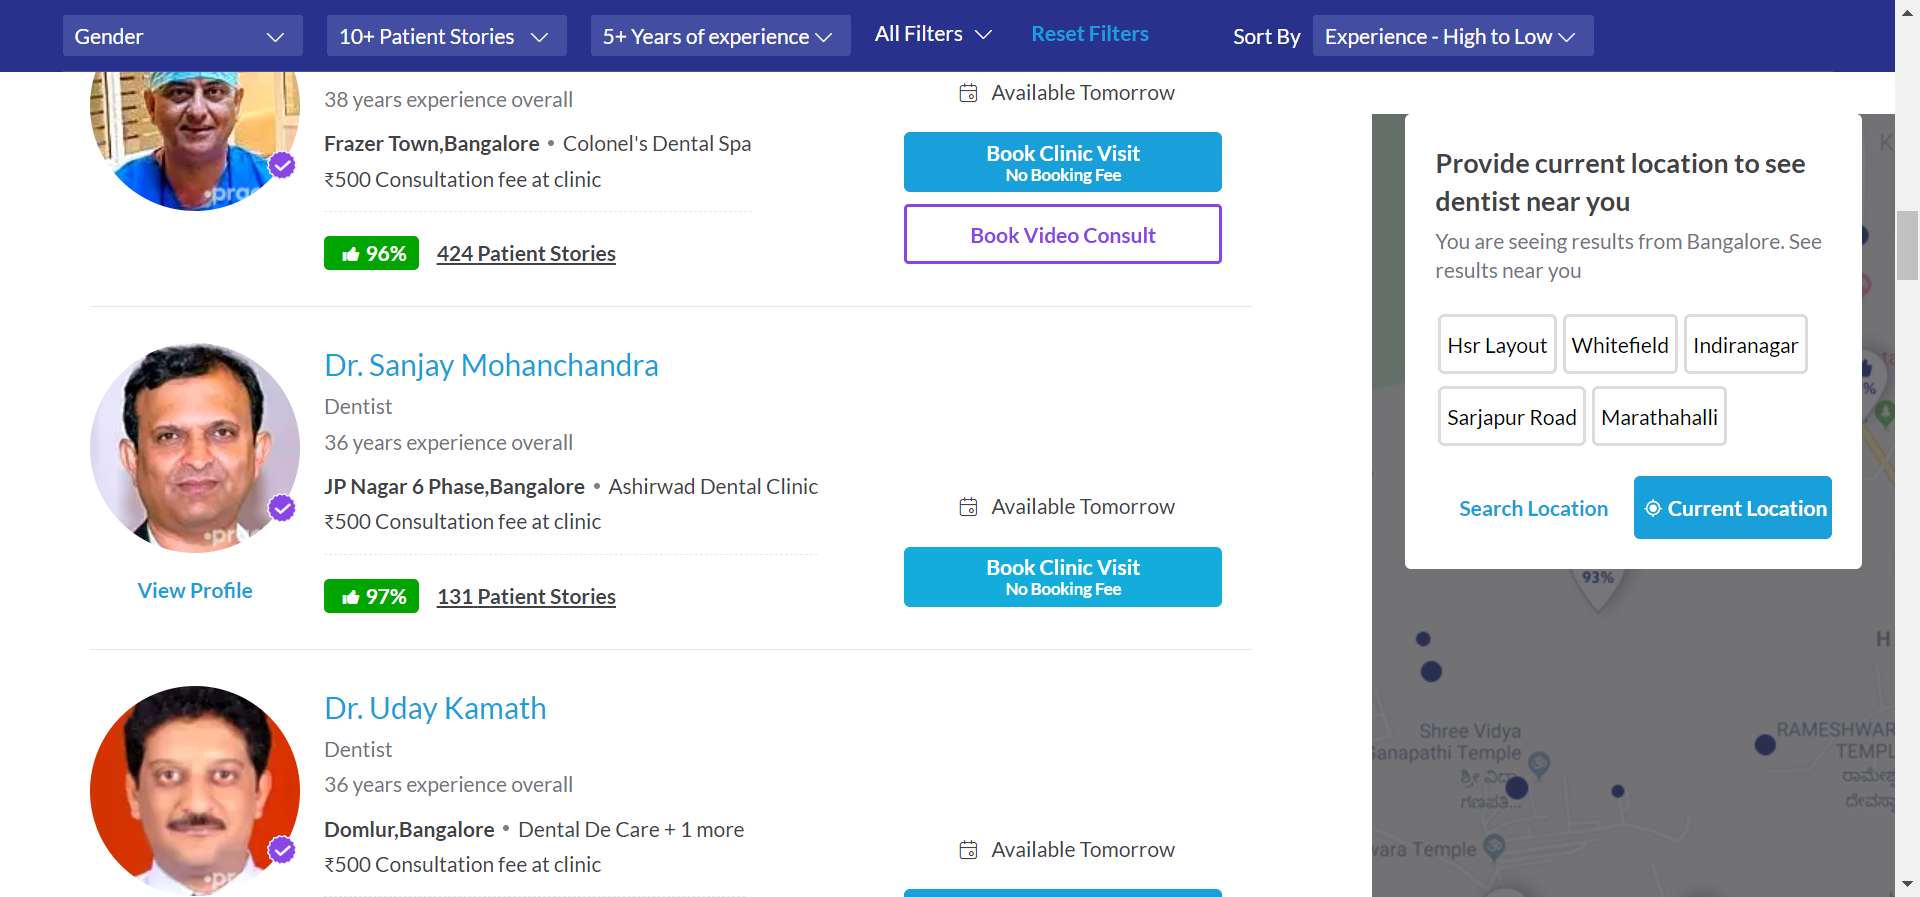 Gender
10+ Patient Stories
5+ Years of experience
All Filters
Reset Filters
Sort By
Experience - High to Low
38 years experience overall
Frazer Town,Bangalore • Colonel's Dental Spa
₹500 Consultation fee at clinic
96%
424 Patient Stories
Available Tomorrow
Book Clinic Visit
No Booking Fee
Book Video Consult
Dr. Sanjay Mohanchandra
Dentist
36 years experience overall
JP Nagar 6 Phase,Bangalore • Ashirwad Dental Clinic
₹500 Consultation fee at clinic
View Profile
97%
131 Patient Stories
Available Tomorrow
Book Clinic Visit
No Booking Fee
Dr. Uday Kamath
Dentist
36 years experience overall
Domlur,Bangalore • Dental De Care + 1 more
₹500 Consultation fee at clinic
Available Tomorrow
Provide current location to see
dentist near you
You are seeing results from Bangalore. See
results near you
Hsr Layout
Whitefield
Indiranagar
Sarjapur Road
Marathahalli
Search Location
Current Location
93%
Shree Vidya
Ganapathi Temple
ಶ್ರೀ ವಿದ್ಯಾ
ಗಣಪತಿ...
RAMESHWAR
TEMPL
Temple